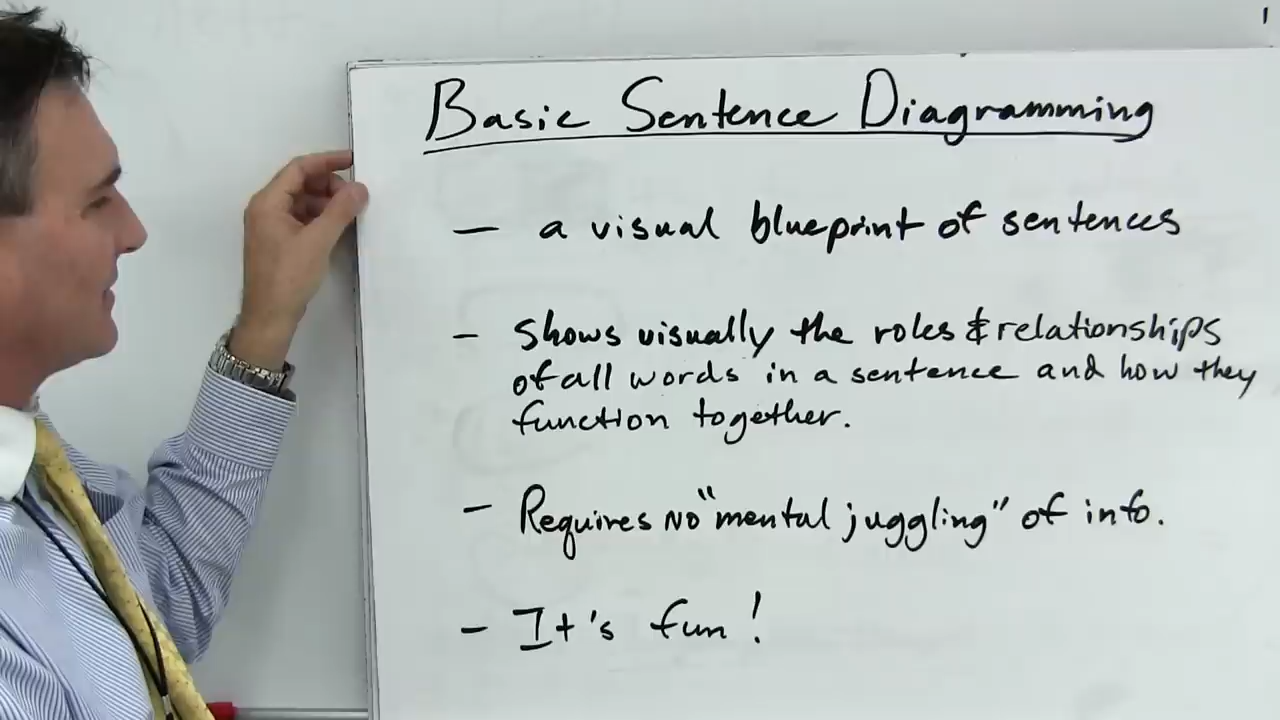 1
Basic Sentence Diagramming
— a visual blueprint of sentences
- Shows visually the roles & relationships
of all words in a sentence and how they
function together.
- Requires no "mental juggling" of info.
- It's fun!